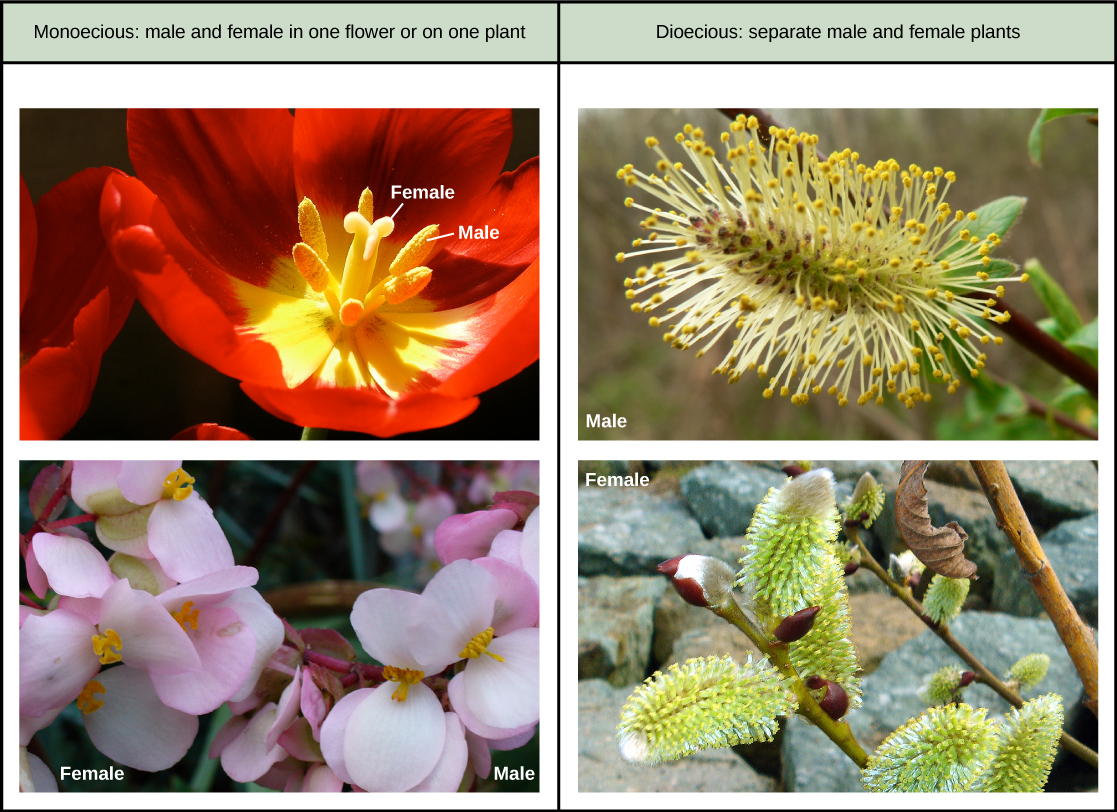 Monoecious: male and female in one flower or on one plant
Dioecious: separate male and female plants
Female
Male
Male
Female
Female
Male